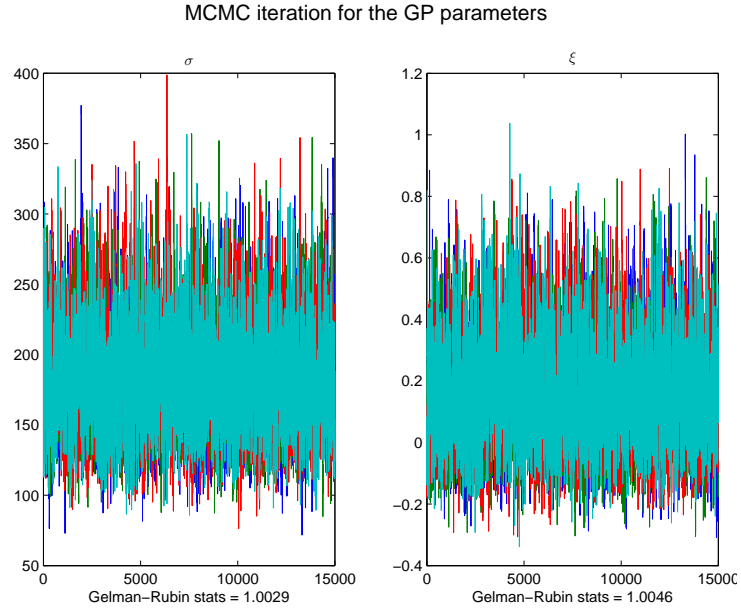 MCMC iteration for the GP parameters
σ
400
350
300
250
200
150
100
50
0 5000 10000 15000
Gelman−Rubin stats = 1.0029
ξ
1.2
1
0.8
0.6
0.4
0.2
0
−0.2
−0.4
0 5000 10000 15000
Gelman−Rubin stats = 1.0046